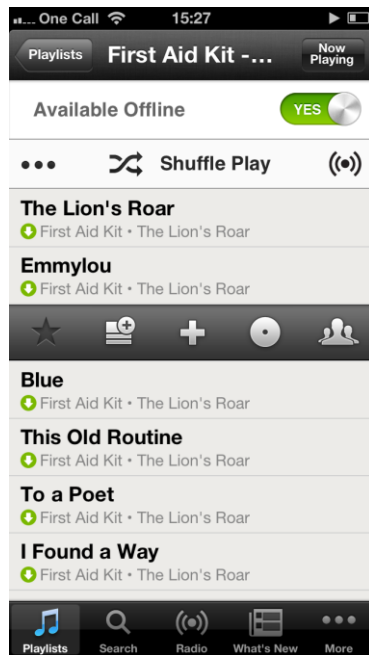 ... One Call 15:27
Playlists First Aid Kit -... Now Playing
Available Offline YES
Shuffle Play
The Lion's Roar
First Aid Kit • The Lion's Roar
Emmylou
First Aid Kit • The Lion's Roar
Blue
First Aid Kit • The Lion's Roar
This Old Routine
First Aid Kit • The Lion's Roar
To a Poet
First Aid Kit • The Lion's Roar
I Found a Way
First Aid Kit • The Lion's Roar
Playlists Search Radio What's New More